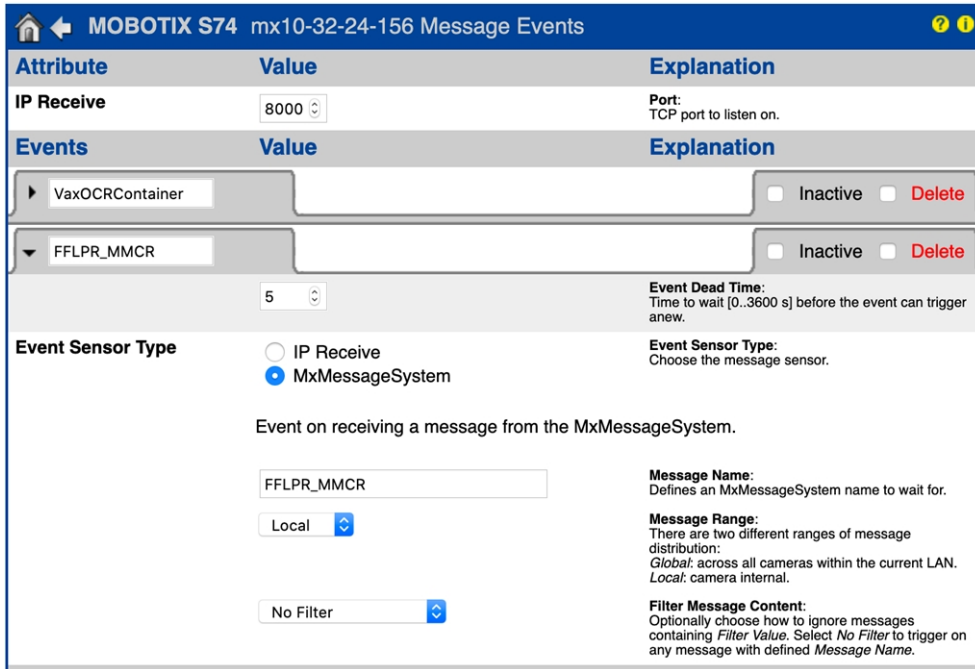 MOBOTIX S74 mx10-32-24-156 Message Events ? i
Attribute Value Explanation
IP Receive 8000 Port:
TCP port to listen on.
Events Value Explanation
VaxOCRContainer Inactive Delete
FFLPR_MMCR Inactive Delete
5 Event Dead Time:
Time to wait [0..3600 s] before the event can trigger
anew.
Event Sensor Type IP Receive Event Sensor Type:
MxMessageSystem Choose the message sensor.
Event on receiving a message from the MxMessageSystem.
FFLPR_MMCR Message Name:
Defines an MxMessageSystem name to wait for.
Local Message Range:
There are two different ranges of message
distribution:
Global: across all cameras within the current LAN.
Local: camera internal.
No Filter Filter Message Content:
Optionally choose how to ignore messages
containing Filter Value. Select No Filter to trigger on
any message with defined Message Name.